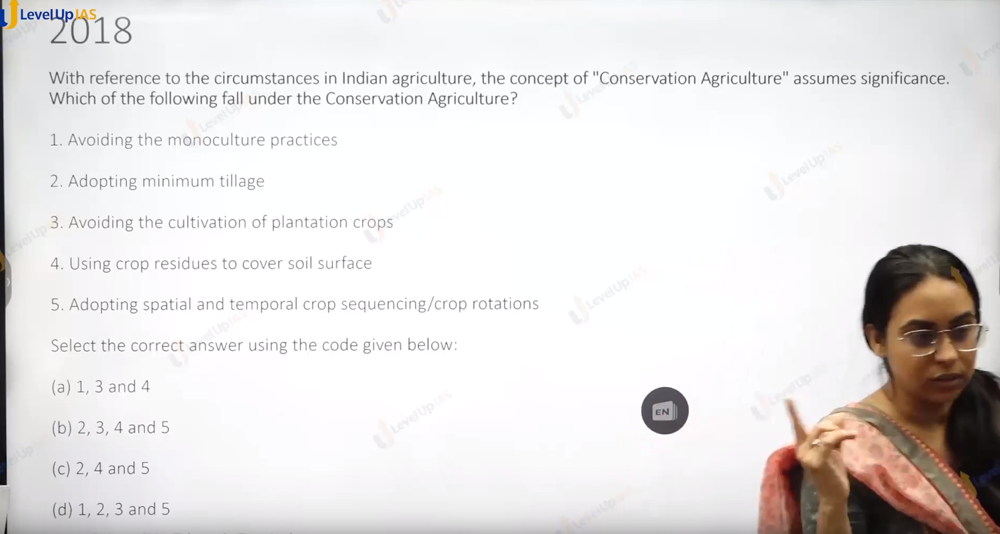 LevelUp IAS
2018
With reference to the circumstances in Indian agriculture, the concept of "Conservation Agriculture" assumes significance.
Which of the following fall under the Conservation Agriculture?
1. Avoiding the monoculture practices
2. Adopting minimum tillage
3. Avoiding the cultivation of plantation crops
4. Using crop residues to cover soil surface
5. Adopting spatial and temporal crop sequencing/crop rotations
Select the correct answer using the code given below:
(a) 1, 3 and 4
(b) 2, 3, 4 and 5
EN
(c) 2, 4 and 5
(d) 1, 2, 3 and 5